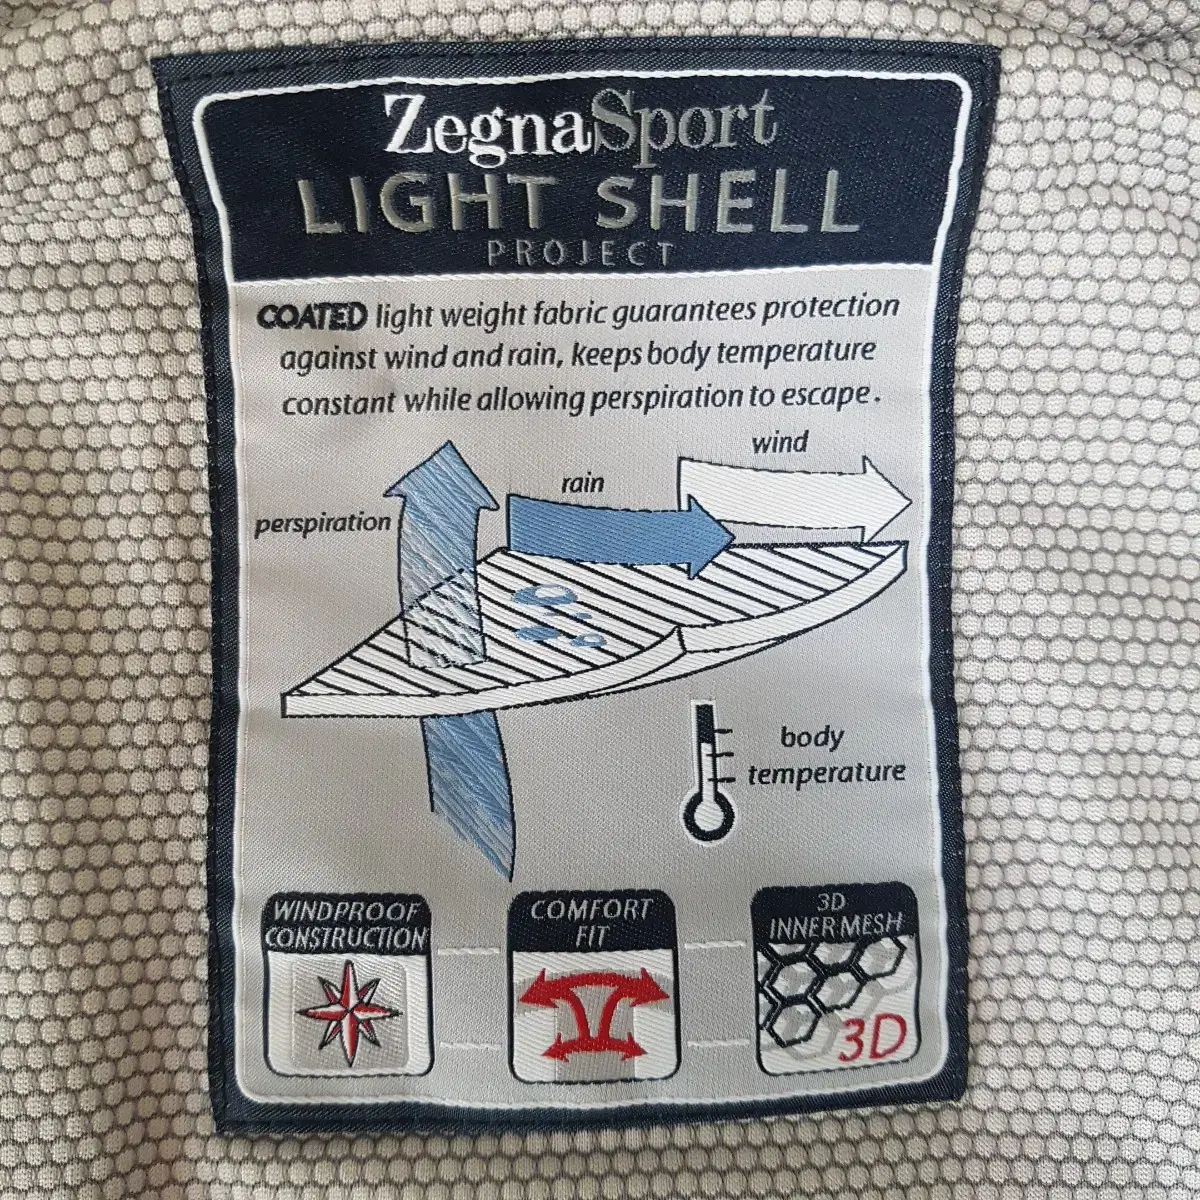 ZegnaSport
LIGHT SHELL
PROJECT
COATED light weight fabric guarantees protection
against wind and rain, keeps body temperature
constant while allowing perspiration to escape.
wind
rain
perspiration
body
temperature
WINDPROOF
CONSTRUCTION
COMFORT
FIT
3D
INNER MESH
3D